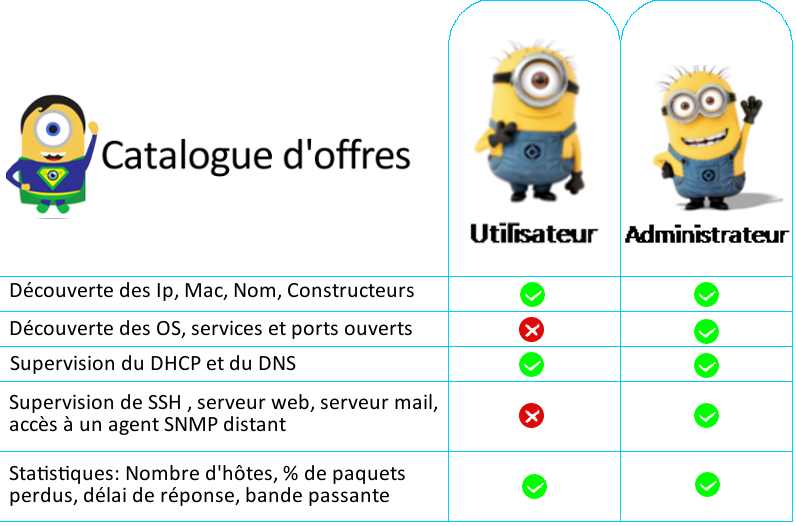 Catalogue d'offres
Utilisateur
Administrateur
Découverte des Ip, Mac, Nom, Constructeurs
Découverte des OS, services et ports ouverts
Supervision du DHCP et du DNS
Supervision de SSH , serveur web, serveur mail,
accès à un agent SNMP distant
Statistiques: Nombre d'hôtes, % de paquets
perdus, délai de réponse, bande passante